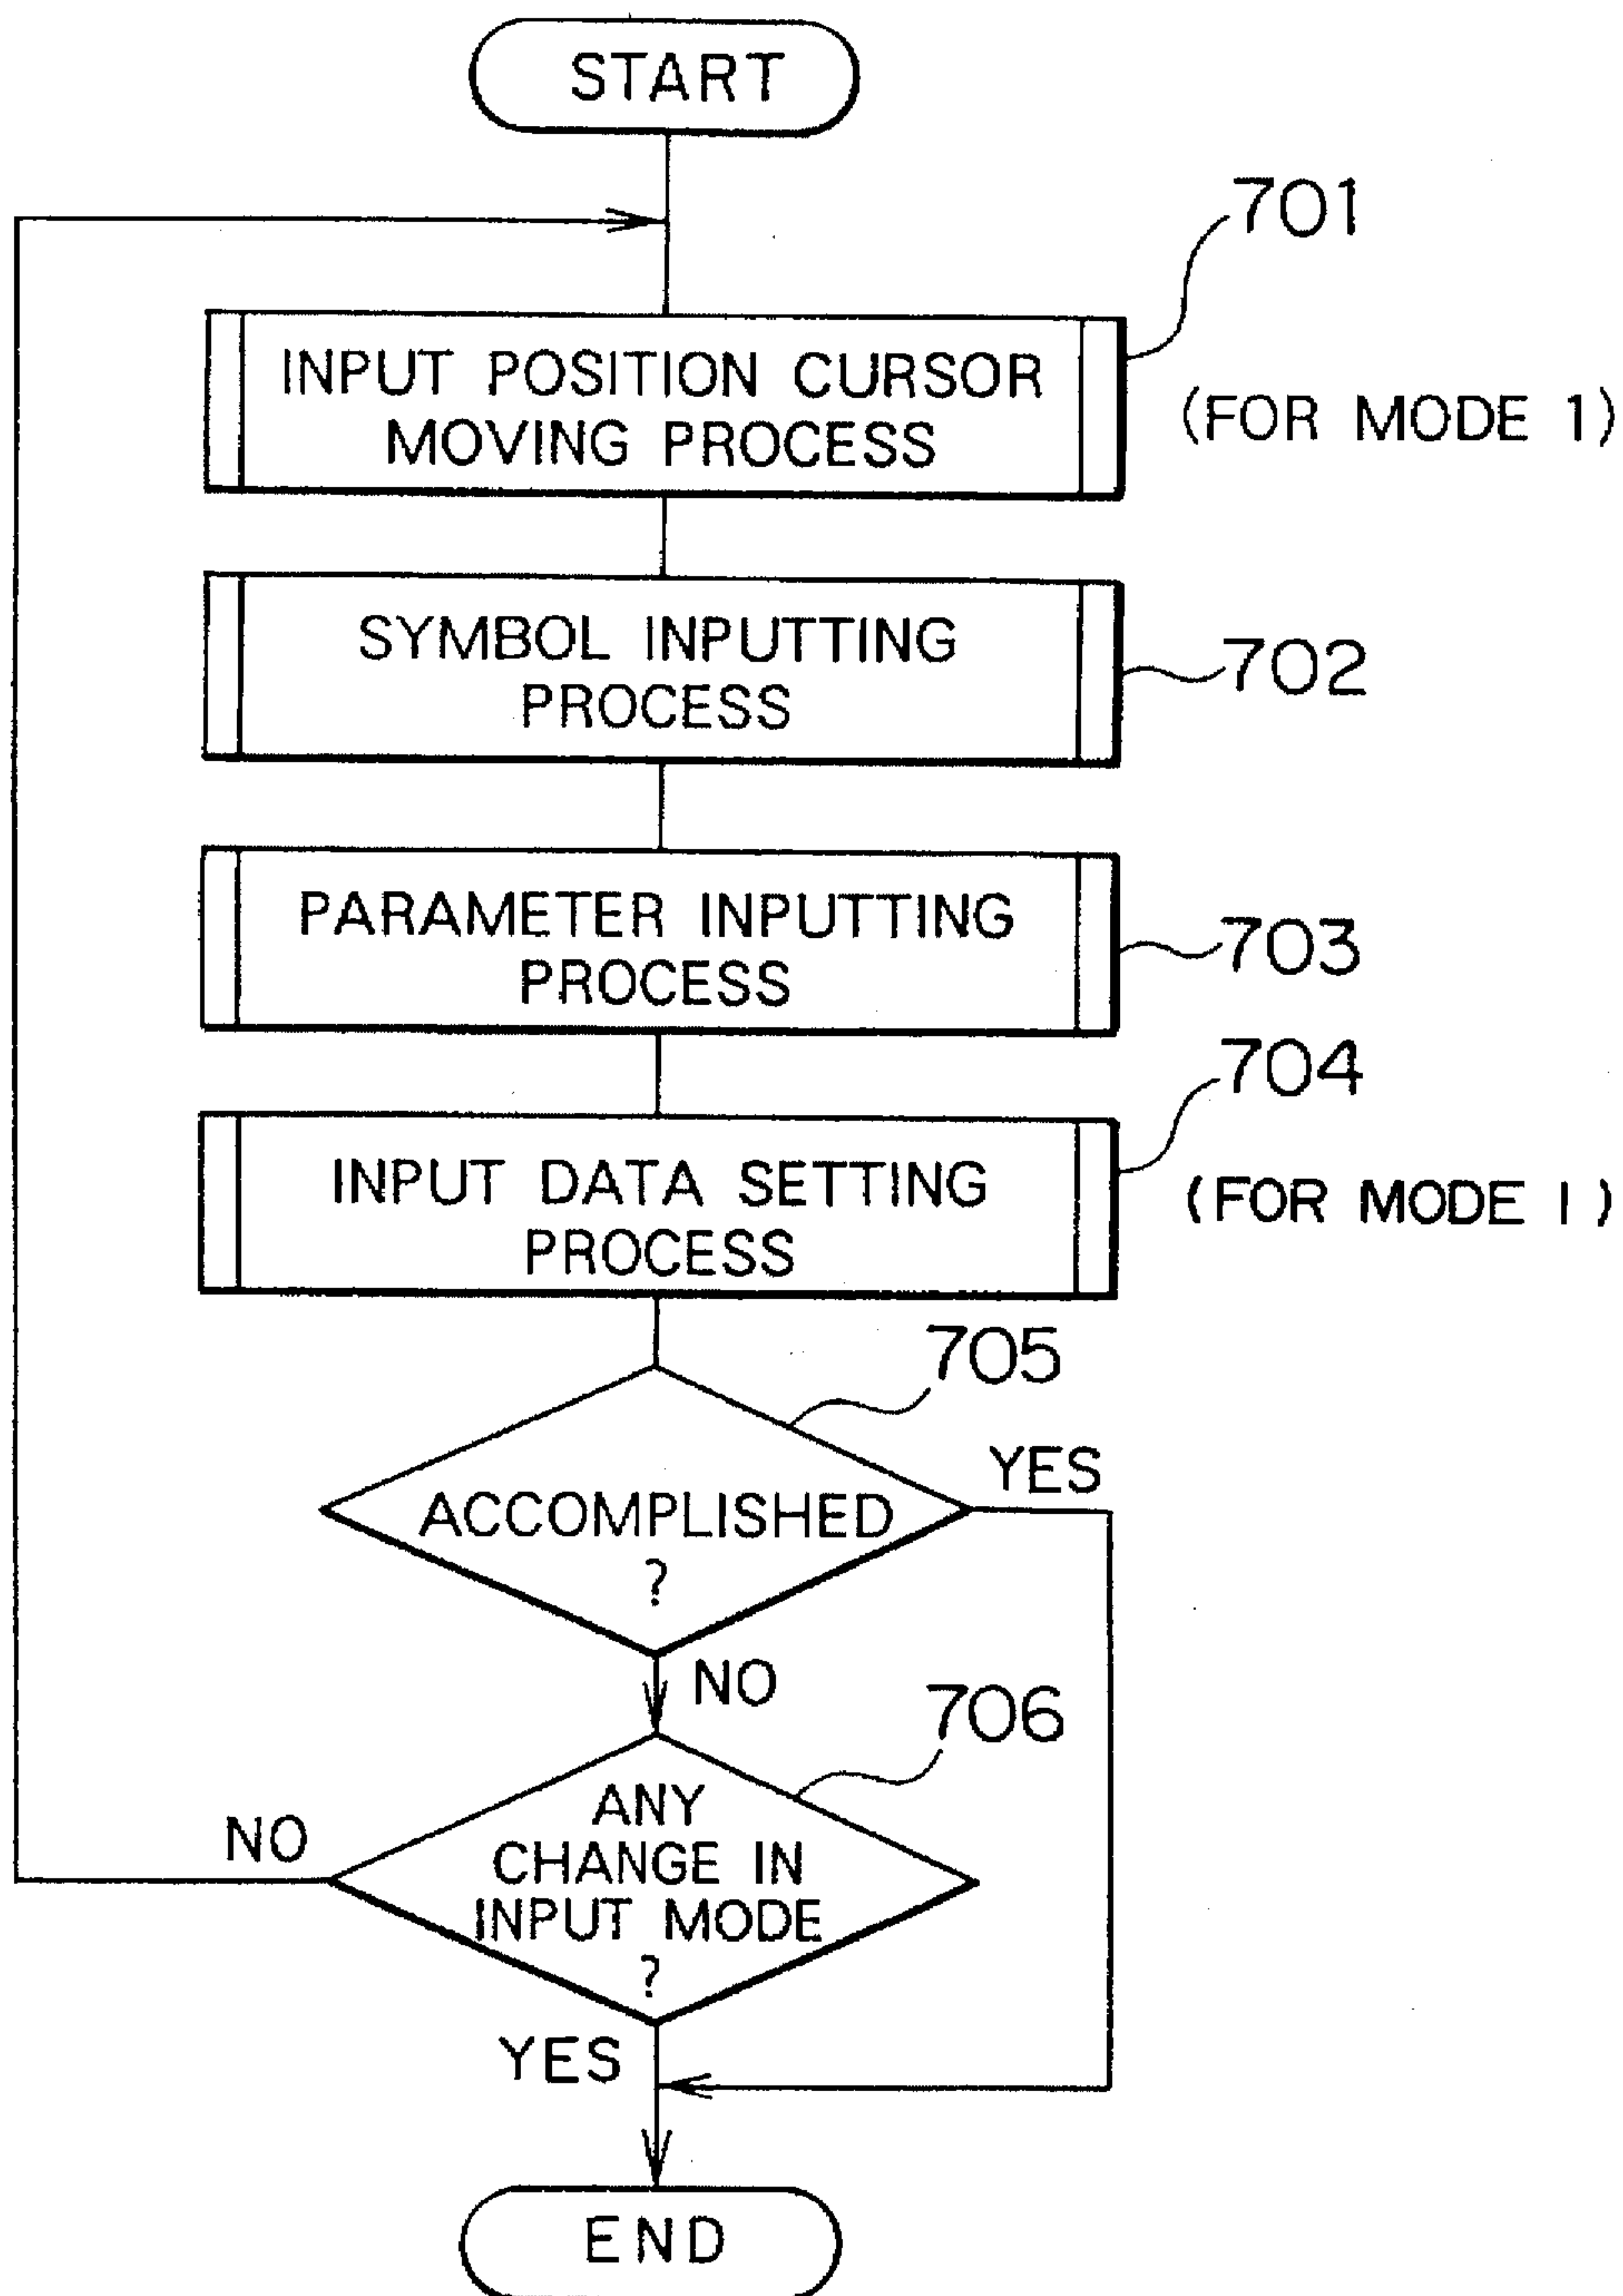 START
701
INPUT POSITION CURSOR
MOVING PROCESS
(FOR MODE 1)
SYMBOL INPUTTING
PROCESS
702
PARAMETER INPUTTING
PROCESS
703
704
INPUT DATA SETTING
PROCESS
(FOR MODE 1)
705
YES
ACCOMPLISHED
?
NO
706
NO
ANY
CHANGE IN
INPUT MODE
?
YES
END